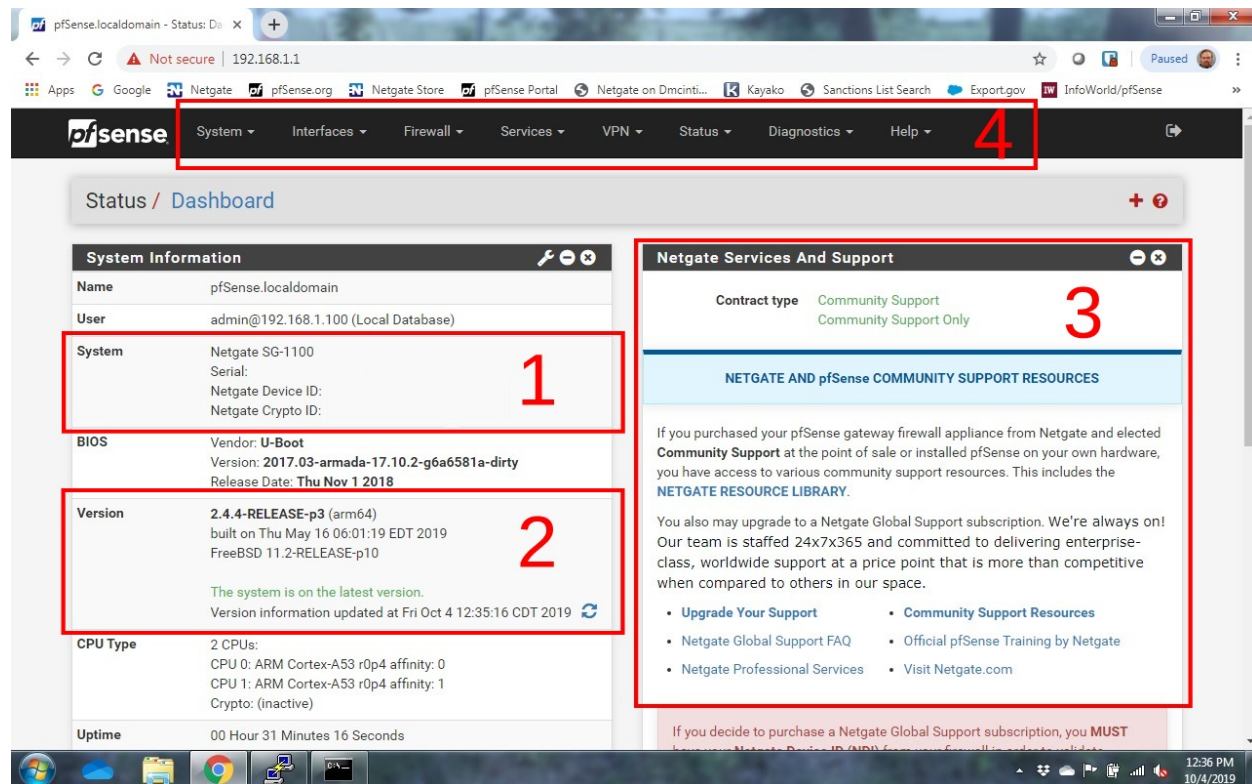 pfSense.localdomain - Status: Da
Not secure | 192.168.1.1
Paused
Apps Google Netgate pfSense.org Netgate Store pfSense Portal Netgate on Dmcinti... Kayako Sanctions List Search Export.gov InfoWorld/pfSense »
pfsense System Interfaces Firewall Services VPN Status Diagnostics Help
4
Status / Dashboard
System Information
Name pfSense.localdomain
User admin@192.168.1.100 (Local Database)
System Netgate SG-1100
Serial:
Netgate Device ID:
Netgate Crypto ID:
1
BIOS Vendor: U-Boot
Version: 2017.03-armada-17.10.2-g6a6581a-dirty
Release Date: Thu Nov 1 2018
Version 2.4.4-RELEASE-p3 (arm64)
built on Thu May 16 06:01:19 EDT 2019
FreeBSD 11.2-RELEASE-p10
2
The system is on the latest version.
Version information updated at Fri Oct 4 12:35:16 CDT 2019
CPU Type 2 CPUs:
CPU 0: ARM Cortex-A53 r0p4 affinity: 0
CPU 1: ARM Cortex-A53 r0p4 affinity: 1
Crypto: (inactive)
Uptime 00 Hour 31 Minutes 16 Seconds
Netgate Services And Support
Contract type Community Support
Community Support Only
3
NETGATE AND pfSense COMMUNITY SUPPORT RESOURCES
If you purchased your pfSense gateway firewall appliance from Netgate and elected
Community Support at the point of sale or installed pfSense on your own hardware,
you have access to various community support resources. This includes the
NETGATE RESOURCE LIBRARY.
You also may upgrade to a Netgate Global Support subscription. We're always on!
Our team is staffed 24x7x365 and committed to delivering enterprise-
class, worldwide support at a price point that is more than competitive
when compared to others in our space.
• Upgrade Your Support • Community Support Resources
• Netgate Global Support FAQ • Official pfSense Training by Netgate
• Netgate Professional Services • Visit Netgate.com
If you decide to purchase a Netgate Global Support subscription, you MUST
have your Netgate Device ID (NDI) from your firewall in order to validate
12:36 PM
10/4/2019